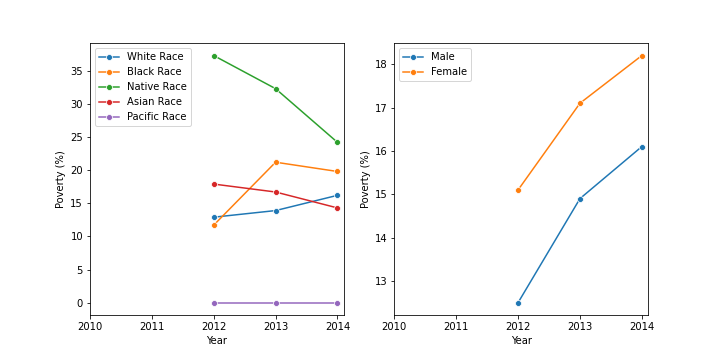 White Race
Black Race
Native Race
Asian Race
Pacific Race
35
30
25
20
15
10
5
0
Poverty (%)
2010 2011 2012 2013 2014
Year
Male
Female
18
17
16
15
14
13
Poverty (%)
2010 2011 2012 2013 2014
Year